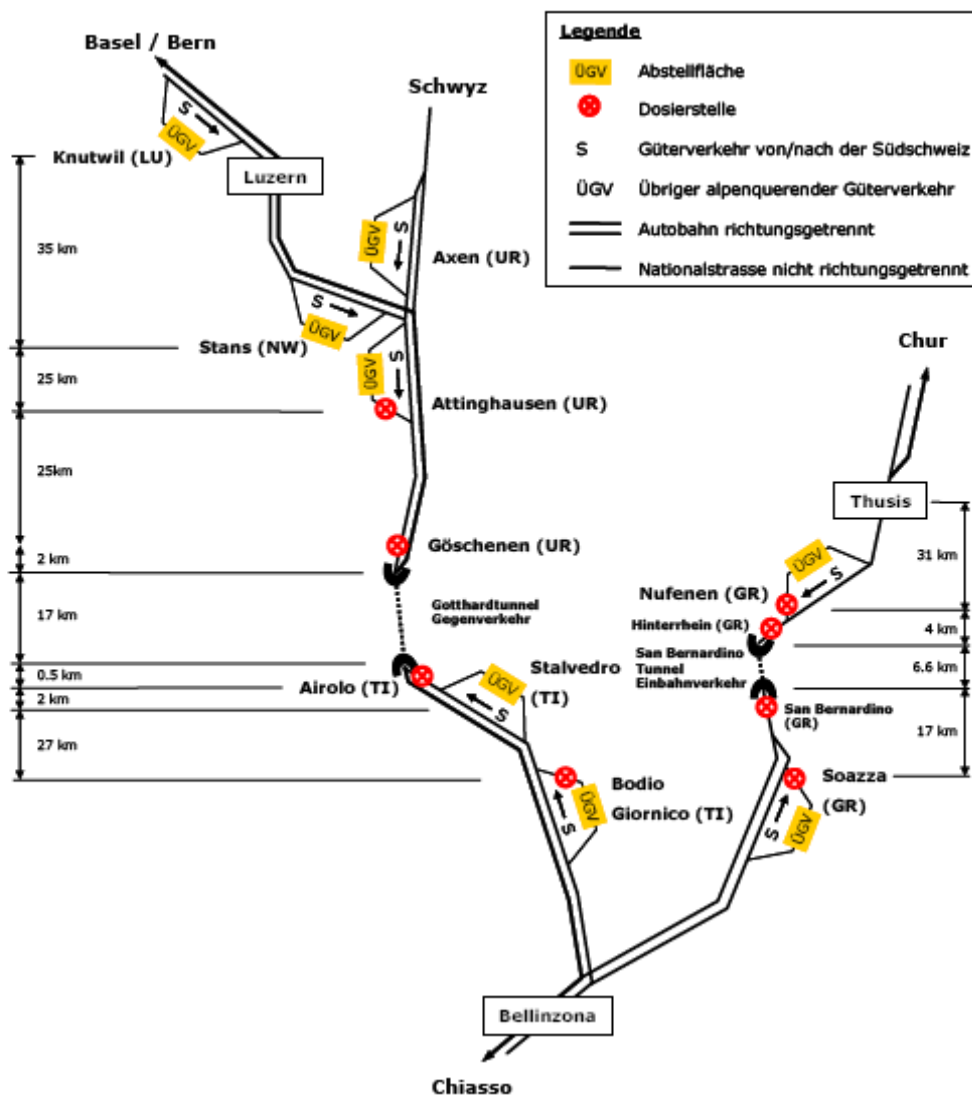 Basel / Bern
Schwyz
S
ÜGV
Knutwil (LU)
Luzern
35 km
ÜGV
S
Axen (UR)
S
ÜGV
Stans (NW)
25 km
ÜGV
S
Attinghausen (UR)
25km
Göschenen (UR)
2 km
17 km
Gotthardtunnel
Gegenverkehr
0.5 km
Airolo (TI)
Stalvedro
(TI)
ÜGV
S
2 km
27 km
Bodio
Giornico (TI)
ÜGV
S
Legende
ÜGV Abstellfläche
Dosierstelle
S Güterverkehr von/nach der Südschweiz
ÜGV Übriger alpenquerender Güterverkehr
Autobahn richtungsgetrennt
Nationalstrasse nicht richtungsgetrennt
Chur
Thusis
31 km
ÜGV
S
Nufenen (GR)
Hinterrhein (GR)
4 km
San Bernardino
Tunnel
Einbahnverkehr
6.6 km
San Bernardino
(GR)
17 km
Soazza
(GR)
S
ÜGV
Bellinzona
Chiasso